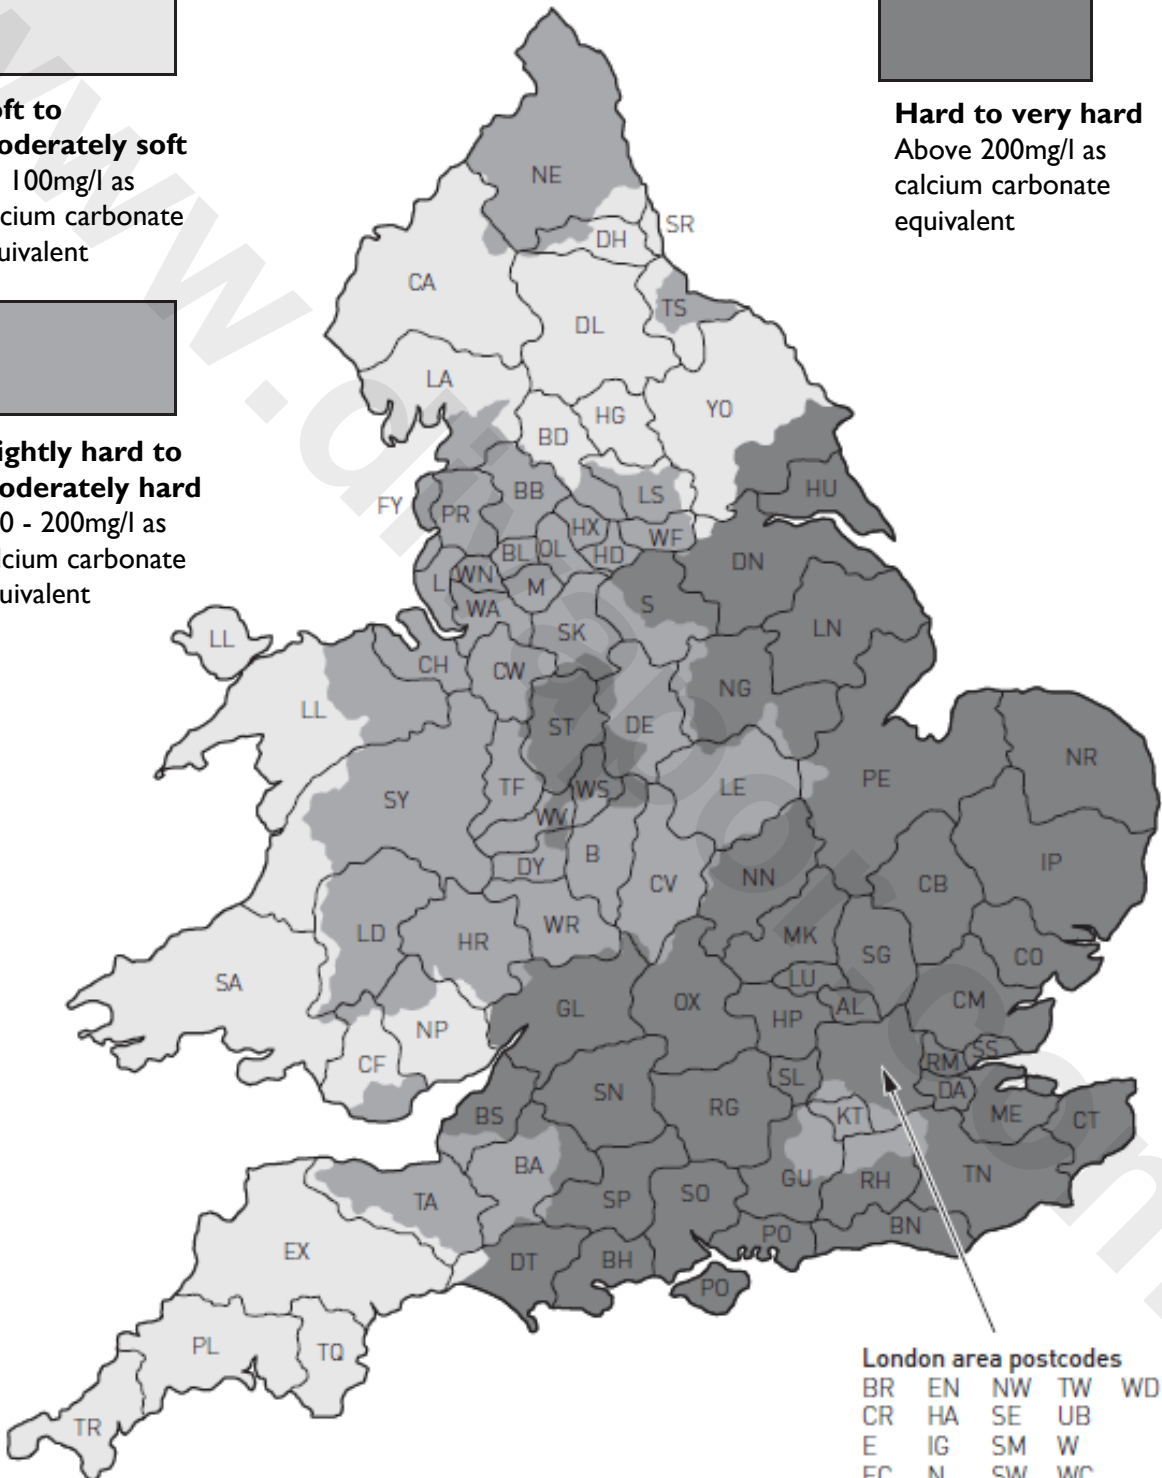 oft to
oderately soft
100mg/l as
lcium carbonate
uivalent
ightly hard to
oderately hard
0 - 200mg/l as
lcium carbonate
uivalent
Hard to very hard
Above 200mg/l as
calcium carbonate
equivalent
NE
SR
DH
CA
TS
DL
LA
HG
YO
BD
BB
LS
HU
FY
PR
HX
WF
BL
OL
HD
DN
L
WN
M
WA
S
SK
LN
LL
CH
CW
NG
LL
ST
DE
NR
SY
TF
WS
LE
PE
WV
DY
B
CV
NN
CB
IP
LD
HR
WR
MK
SG
CO
SA
GL
OX
LU
AL
CM
NP
HP
CF
SN
SL
RM
SS
DA
BS
RG
KT
ME
CT
BA
TA
SP
SO
GU
RH
TN
EX
DT
BH
PO
BN
PO
PL
TQ
TR
London area postcodes
BR EN NW TW WD
CR HA SE UB
E IG SM W
EC N SW WC